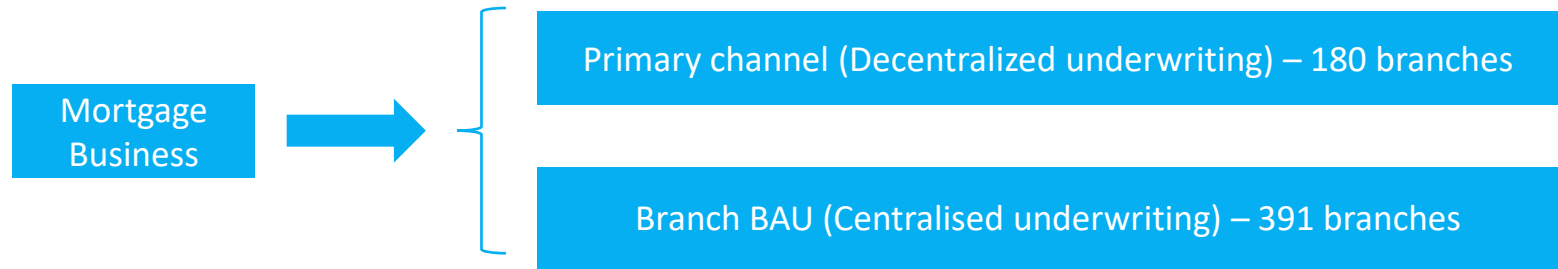 Mortgage
Business
Primary channel (Decentralized underwriting) – 180 branches
Branch BAU (Centralised underwriting) – 391 branches